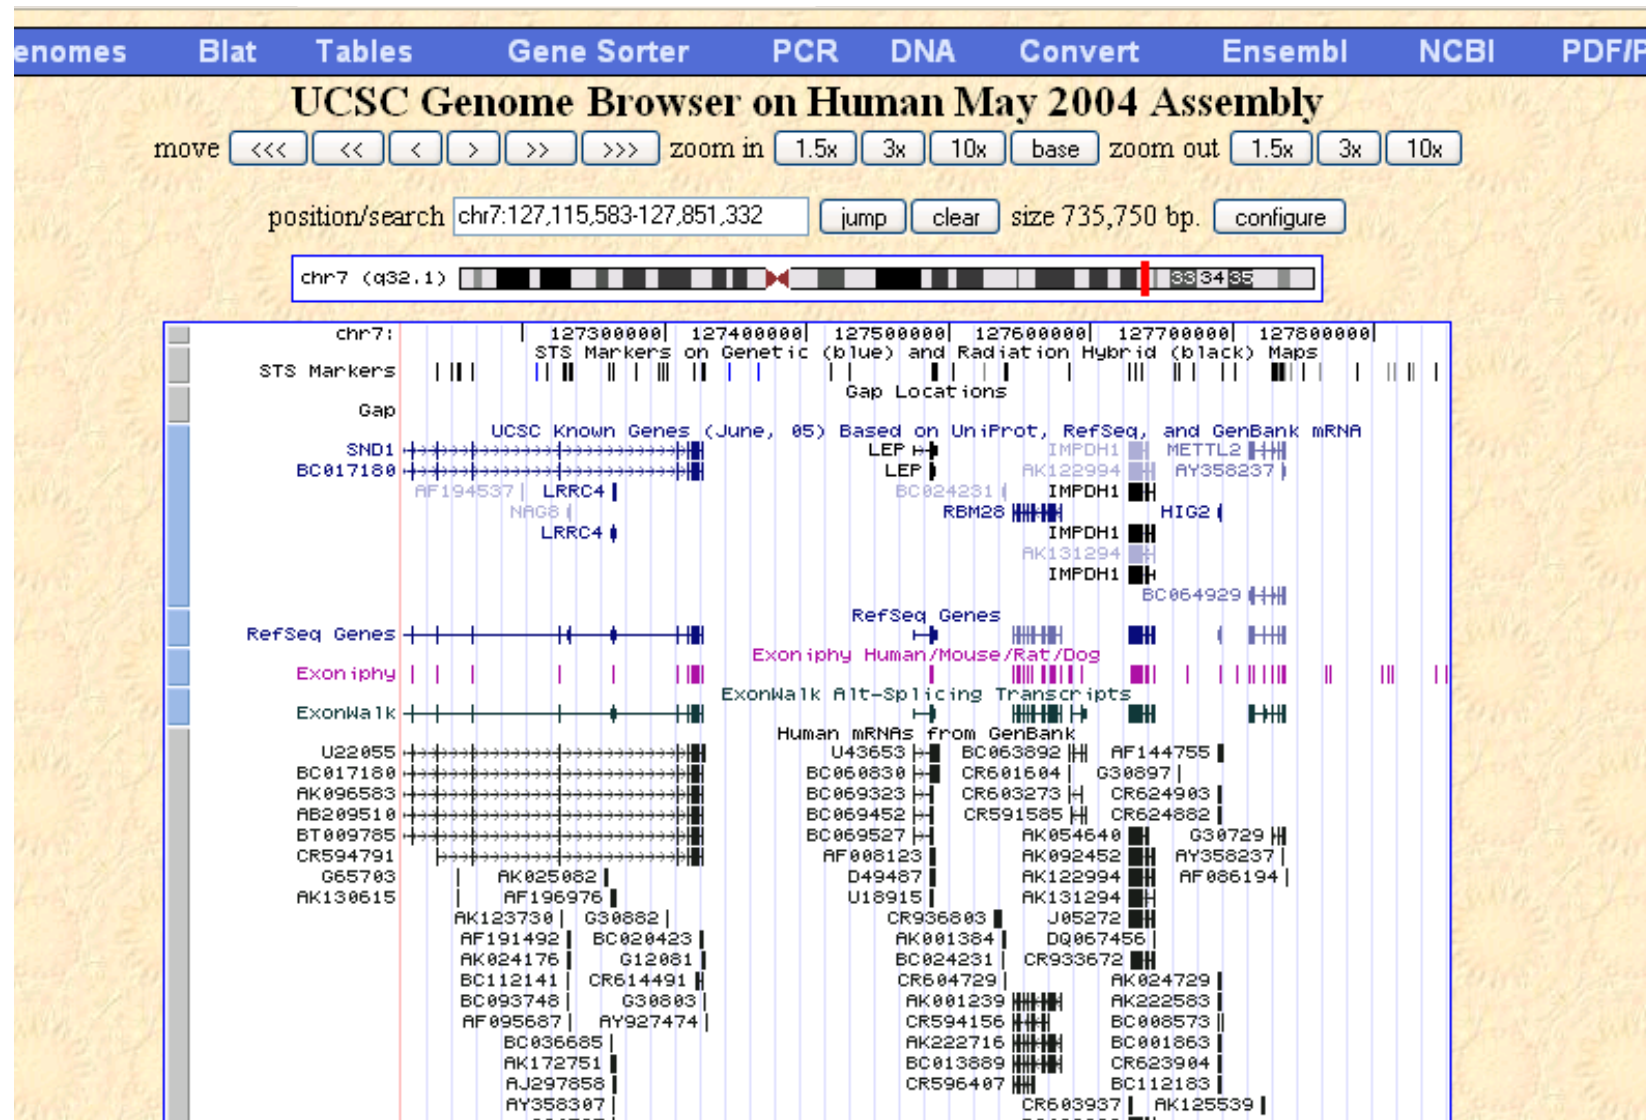 enomes Blat Tables Gene Sorter PCR DNA Convert Ensembl NCBI PDF/P
UCSC Genome Browser on Human May 2004 Assembly
move <<< << < > >> >>> zoom in 1.5x 3x 10x base zoom out 1.5x 3x 10x
position/search chr7:127,115,583-127,851,332 jump clear size 735,750 bp. configure
chr7 (q32.1) 33 34 35
chr7: 127300000| 127400000| 127500000| 127600000| 127700000| 127800000|
STS Markers on Genetic (blue) and Radiation Hybrid (black) Maps
STS Markers
Gap Locations
Gap
UCSC Known Genes (June, 05) Based on UniProt, RefSeq, and GenBank mRNA
SND1 LEP IMPDH1 METTL2
BC017180 LEP AK122994 AY358237
AF194537 LRRC4 BC024231 IMPDH1
NAG8 RBM28 HIG2
LRRC4 IMPDH1
AK131294
IMPDH1
BC064929
RefSeq Genes
RefSeq Genes
Exoniphy Human/Mouse/Rat/Dog
Exoniphy
ExonWalk Alt-Splicing Transcripts
ExonWalk
Human mRNAs from GenBank
U22055 U43653 BC063892 AF144755
BC017180 BC060830 CR601604 G30897
AK096583 BC069323 CR603273 CR624903
AB209510 BC069452 CR591585 CR624882
BT009785 BC069527 AK054640 G30729
CR594791 AF008123 AK092452 AY358237
G65703 AK025082 D49487 AK122994 AF086194
AK130615 AF196976 U18915 AK131294
AK123730 G30882 CR936803 J05272
AF191492 BC020423 AK001384 DQ067456
AK024176 G12081 BC024231 CR933672
BC112141 CR614491 CR604729 AK024729
BC093748 G30803 AK001239 AK222583
AF095687 AY927474 CR594156 BC008573
BC036685 AK222716 BC001863
AK172751 BC013889 CR623904
AJ297858 CR596407 BC112183
AY358307 CR603937 AK125539